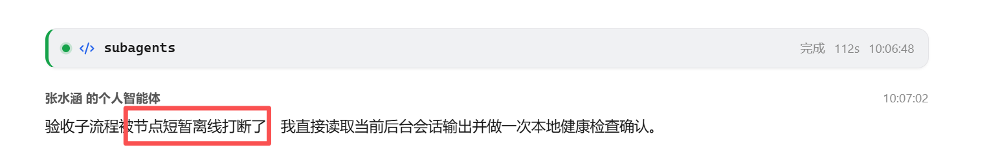 </> subagents 完成 112s 10:06:48
张水涵 的个人智能体 10:07:02
验收子流程被节点短暂离线打断了 我直接读取当前后台会话输出并做一次本地健康检查确认。